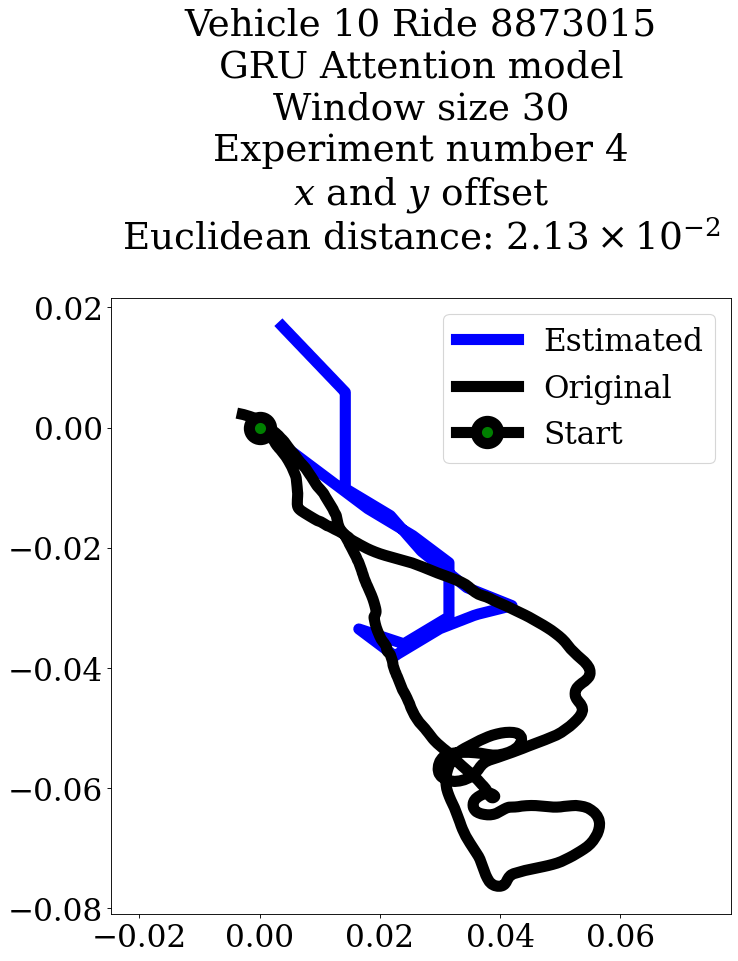 Vehicle 10 Ride 8873015
GRU Attention model
Window size 30
Experiment number 4
x and y offset
Euclidean distance: 2.13 × 10⁻²
Estimated
Original
Start
0.02
0.00
−0.02
−0.04
−0.06
−0.08
−0.02 0.00 0.02 0.04 0.06